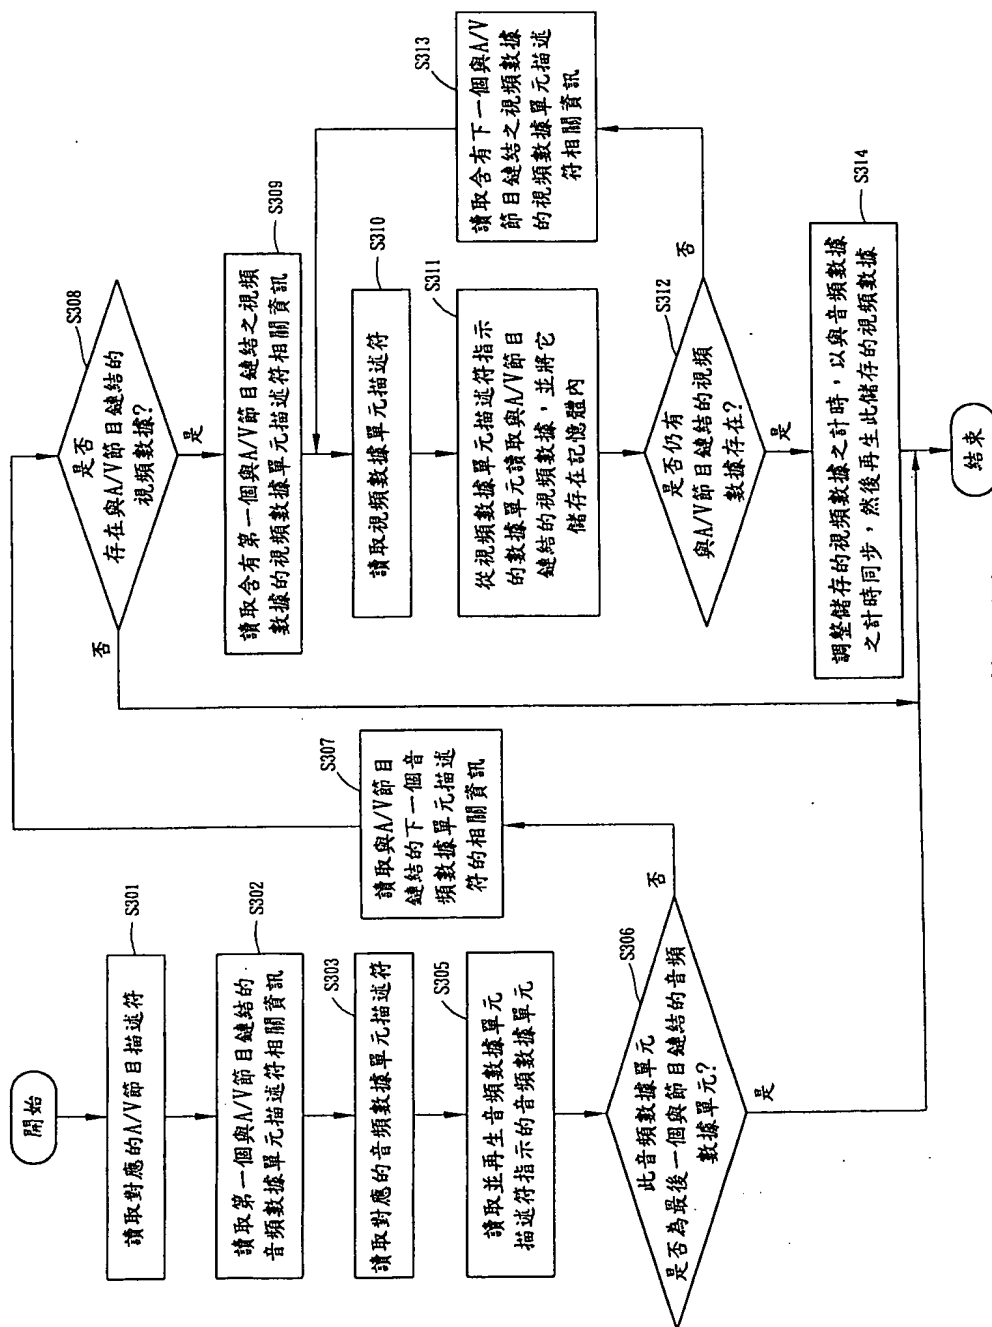 開始
讀取對應的A/V節目描述符
S301
讀取第一個與A/V節目鏈結的
音頻數據單元描述符相關資訊
S302
讀取對應的音頻數據單元描述符
S303
讀取並再生音頻數據單元
描述符指示的音頻數據單元
S305
此音頻數據單元
是否為最後一個與節目鏈結的音頻
數據單元?
S306
否
是
讀取與A/V節目
鏈結的下一個音
頻數據單元描述
符的相關資訊
S307
是否
存在與A/V節目鏈結的
視頻數據?
S308
否
是
讀取含有第一個與A/V節目鏈結之視頻
數據的視頻數據單元描述符相關資訊
S309
讀取視頻數據單元描述符
S310
從視頻數據單元描述符指示
的數據單元讀取與A/V節目
鏈結的視頻數據，並將它
儲存在記憶體內
S311
是否仍有
與A/V節目鏈結的視頻
數據存在?
S312
否
是
讀取含有下一個與A/V
節目鏈結之視頻數據
的視頻數據單元描述
符相關資訊
S313
調整儲存的視頻數據之計時，以與音頻數據
之計時同步，然後再生此儲存的視頻數據
S314
結束